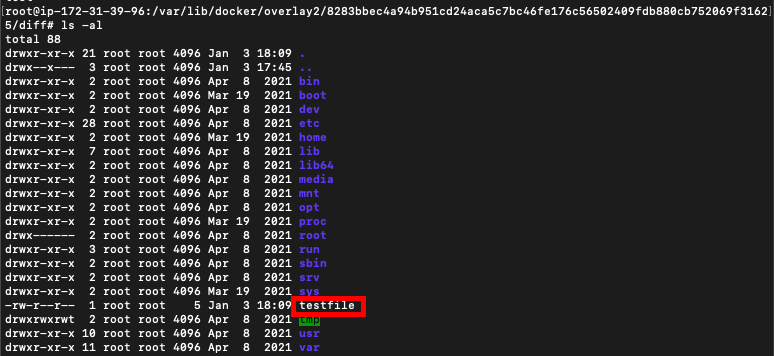 [root@ip-172-31-39-96:/var/lib/docker/overlay2/8283bbec4a94b951cd24aca5c7bc46fe176c56502409fdb880cb752069f3162]
5/diff# ls -al
total 88
drwxr-xr-x 21 root root 4096 Jan  3 18:09 .
drwx--x---  3 root root 4096 Jan  3 17:45 ..
drwxr-xr-x  2 root root 4096 Apr  8  2021 bin
drwxr-xr-x  2 root root 4096 Mar 19  2021 boot
drwxr-xr-x  2 root root 4096 Apr  8  2021 dev
drwxr-xr-x 28 root root 4096 Apr  8  2021 etc
drwxr-xr-x  2 root root 4096 Mar 19  2021 home
drwxr-xr-x  7 root root 4096 Apr  8  2021 lib
drwxr-xr-x  2 root root 4096 Apr  8  2021 lib64
drwxr-xr-x  2 root root 4096 Apr  8  2021 media
drwxr-xr-x  2 root root 4096 Apr  8  2021 mnt
drwxr-xr-x  2 root root 4096 Apr  8  2021 opt
drwxr-xr-x  2 root root 4096 Mar 19  2021 proc
drwx------  2 root root 4096 Apr  8  2021 root
drwxr-xr-x  3 root root 4096 Apr  8  2021 run
drwxr-xr-x  2 root root 4096 Apr  8  2021 sbin
drwxr-xr-x  2 root root 4096 Apr  8  2021 srv
drwxr-xr-x  2 root root 4096 Mar 19  2021 sys
-rw-r--r--  1 root root    5 Jan  3 18:09 testfile
drwxrwxrwt  2 root root 4096 Apr  8  2021 tmp
drwxr-xr-x 10 root root 4096 Apr  8  2021 usr
drwxr-xr-x 11 root root 4096 Apr  8  2021 var